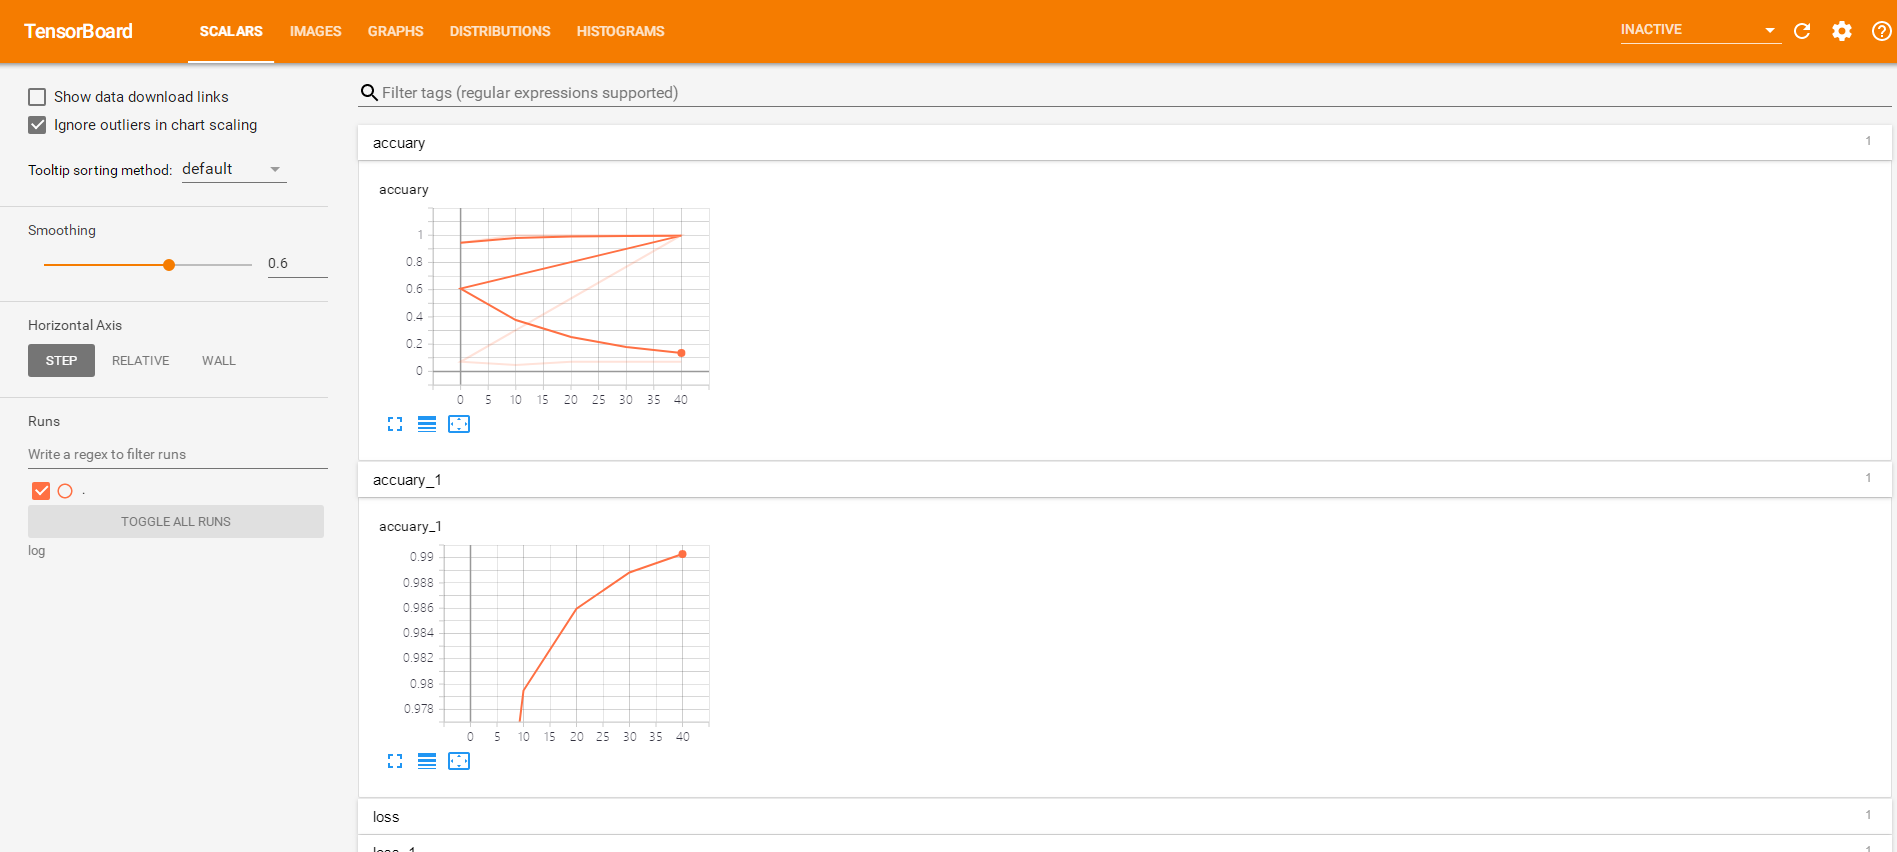 TensorBoard SCALARS IMAGES GRAPHS DISTRIBUTIONS HISTOGRAMS INACTIVE
Show data download links
Ignore outliers in chart scaling
Tooltip sorting method: default
Smoothing
0.6
Horizontal Axis
STEP RELATIVE WALL
Runs
Write a regex to filter runs
.
TOGGLE ALL RUNS
log
Filter tags (regular expressions supported)
accuary 1
accuary
1
0.8
0.6
0.4
0.2
0
0 5 10 15 20 25 30 35 40
accuary_1 1
accuary_1
0.99
0.988
0.986
0.984
0.982
0.98
0.978
0 5 10 15 20 25 30 35 40
loss 1
loss_1 1